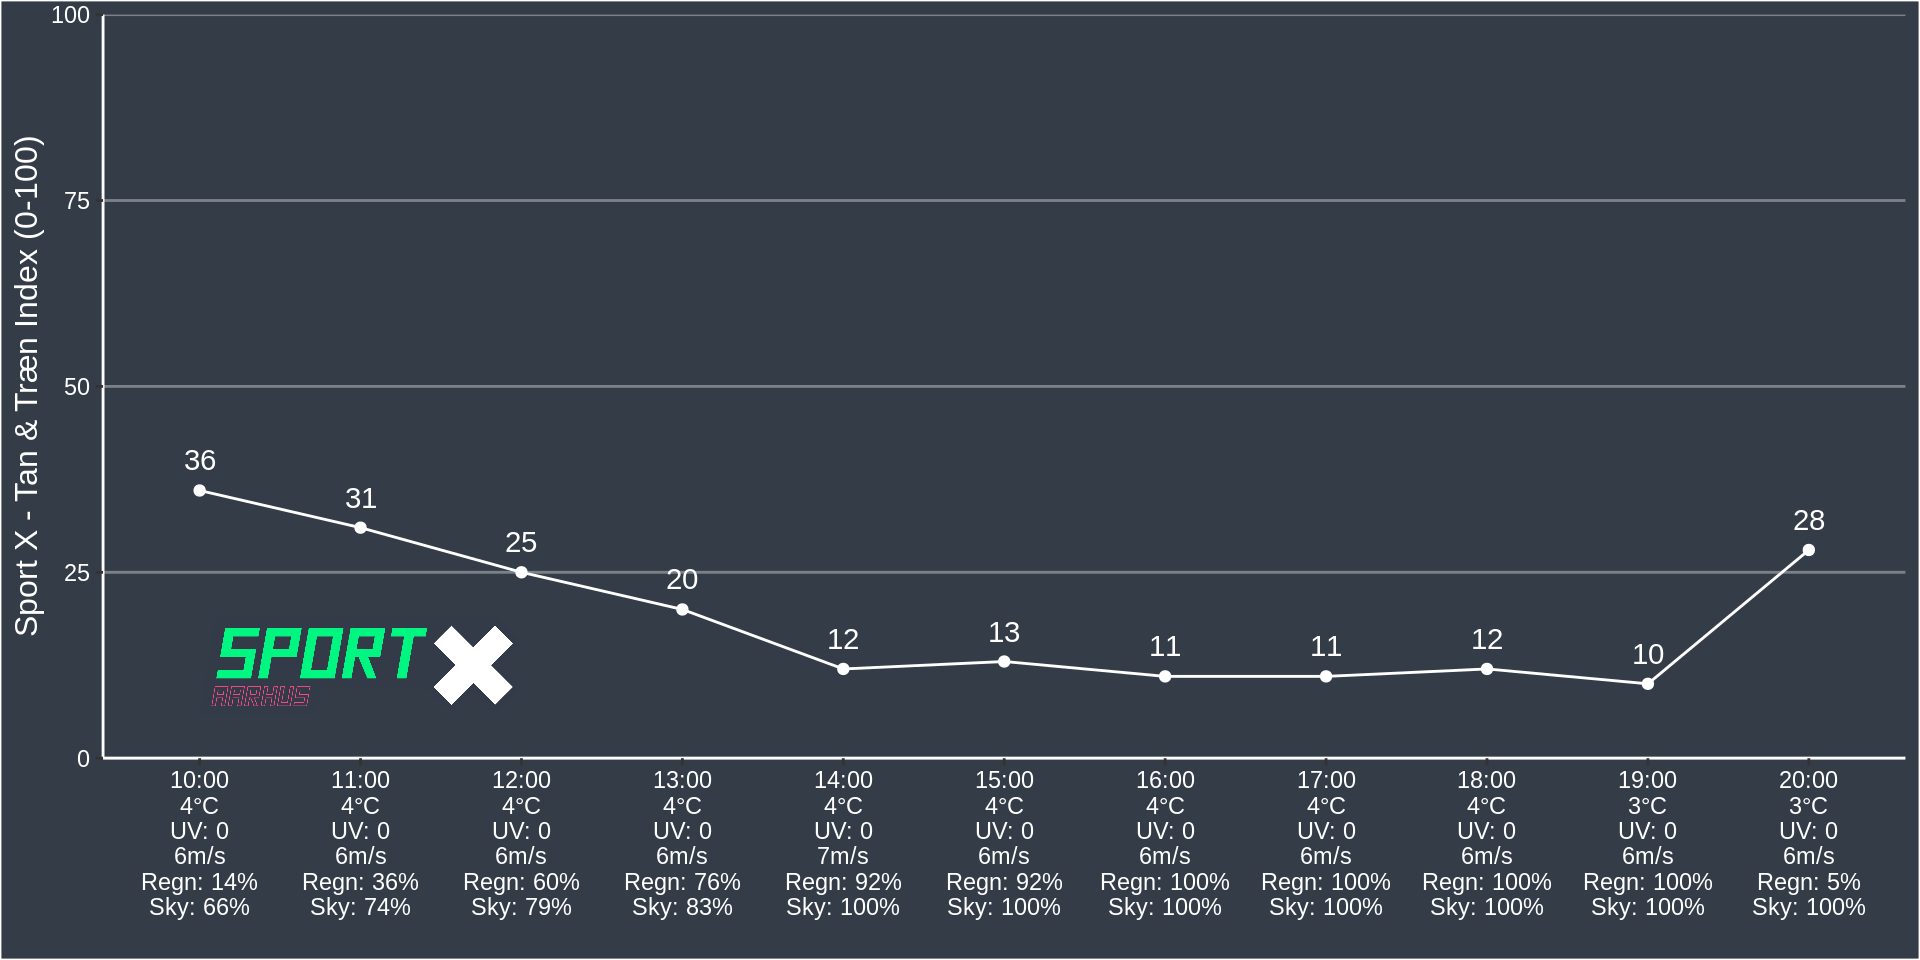 Sport X - Tan & Træn Index (0-100)
100
75
50
25
0
36
31
25
20
12
13
11
11
12
10
28
SPORT X
AARHUS
10:00 11:00 12:00 13:00 14:00 15:00 16:00 17:00 18:00 19:00 20:00
4°C 4°C 4°C 4°C 4°C 4°C 4°C 4°C 4°C 3°C 3°C
UV: 0 UV: 0 UV: 0 UV: 0 UV: 0 UV: 0 UV: 0 UV: 0 UV: 0 UV: 0 UV: 0
6m/s 6m/s 6m/s 6m/s 7m/s 6m/s 6m/s 6m/s 6m/s 6m/s 6m/s
Regn: 14% Regn: 36% Regn: 60% Regn: 76% Regn: 92% Regn: 92% Regn: 100% Regn: 100% Regn: 100% Regn: 100% Regn: 5%
Sky: 66% Sky: 74% Sky: 79% Sky: 83% Sky: 100% Sky: 100% Sky: 100% Sky: 100% Sky: 100% Sky: 100% Sky: 100%